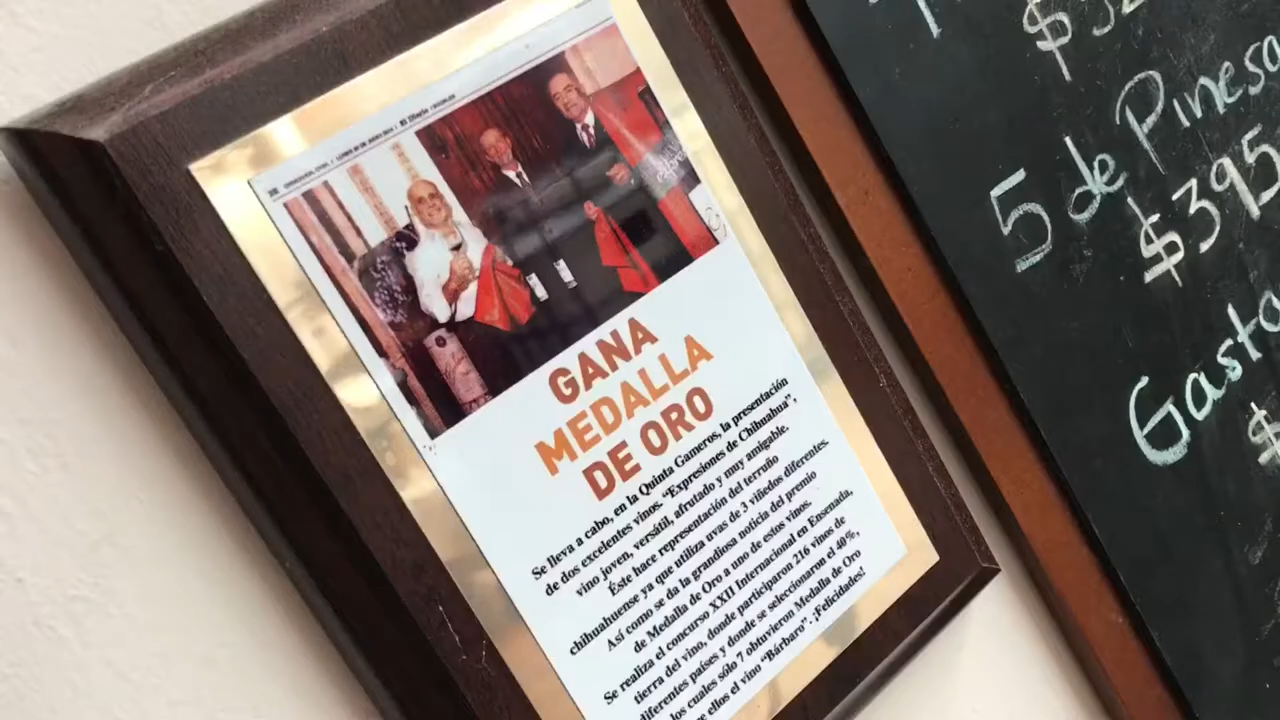 GANA
MEDALLA
DE ORO
Se lleva a cabo, en la Quinta Gameros, la presentación
de dos excelentes vinos. “Expresiones de Chihuahua”,
vino joven, versátil, afrutado y muy amigable.
Éste hace representación del terruño
chihuahuense ya que utiliza uvas de 3 viñedos diferentes.
Así como se da la grandiosa noticia del premio
de Medalla de Oro a uno de estos vinos.
Se realiza el concurso XXII Internacional en Ensenada,
tierra del vino, donde participaron 216 vinos de
diferentes países y donde se seleccionaron el 40%,
los cuales sólo 7 obtuvieron Medalla de Oro
ellos el vino “Bárbaro”. ¡Felicidades!
5 de Pinesa
$395
Gasto
$